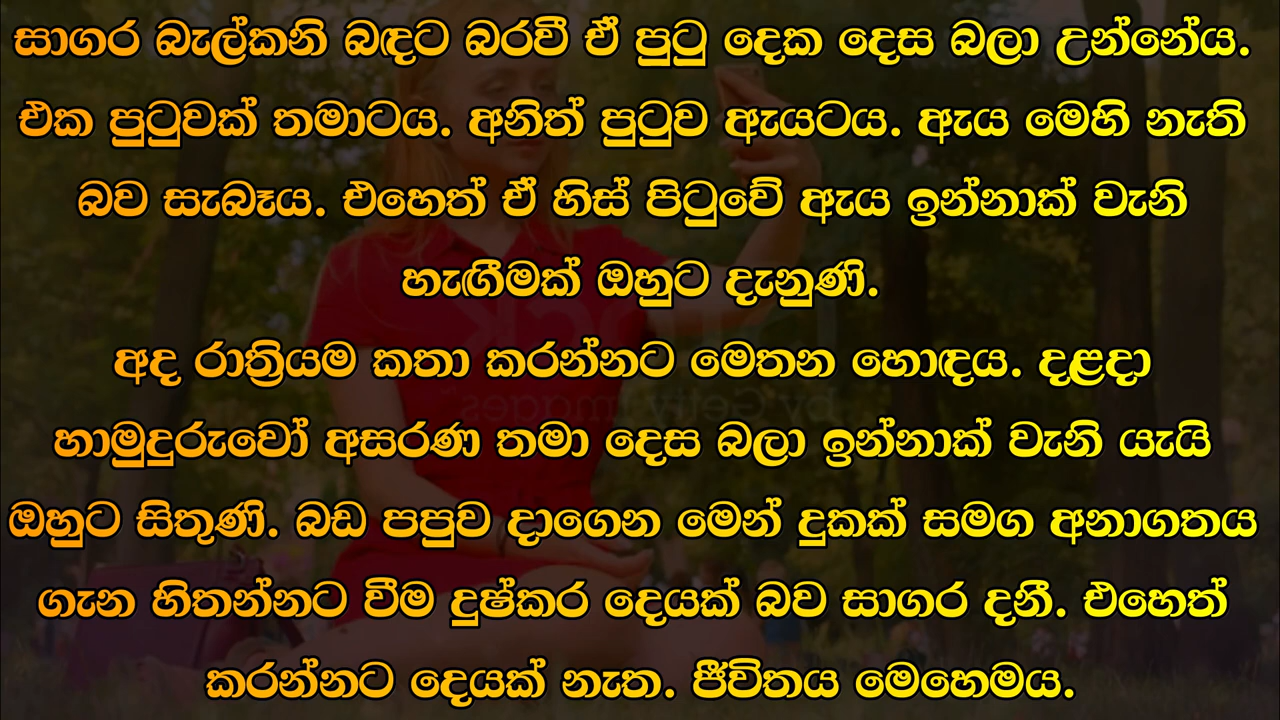 සාගර බැල්කනි බඳට බරවී ඒ පුටු දෙක දෙස බලා උන්නේය.
එක පුටුවක් තමාටය. අනිත් පුටුව ඇයටය. ඇය මෙහි නැති
බව සැබෑය. එහෙත් ඒ හිස් පිටුවේ ඇය ඉන්නාක් වැනි
හැඟීමක් ඔහුට දැනුණි.
අද රාත්‍රියම කතා කරන්නට මෙතන හොඳය. දළදා
හාමුදුරුවෝ අසරණ තමා දෙස බලා ඉන්නාක් වැනි යැයි
ඔහුට සිතුණි. බඩ පපුව දාගෙන මෙන් දුකක් සමග අනාගතය
ගැන හිතන්නට වීම දුෂ්කර දෙයක් බව සාගර දනී. එහෙත්
කරන්නට දෙයක් නැත. ජීවිතය මෙහෙමය.